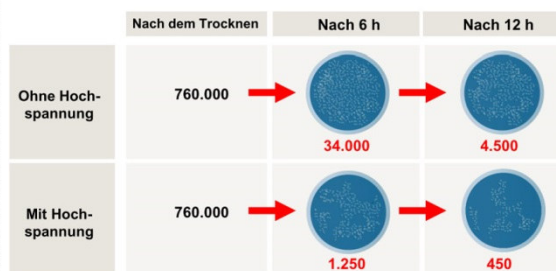 Nach dem Trocknen
Nach 6 h
Nach 12 h
Ohne Hoch-
spannung
760.000
34.000
4.500
Mit Hoch-
spannung
760.000
1.250
450